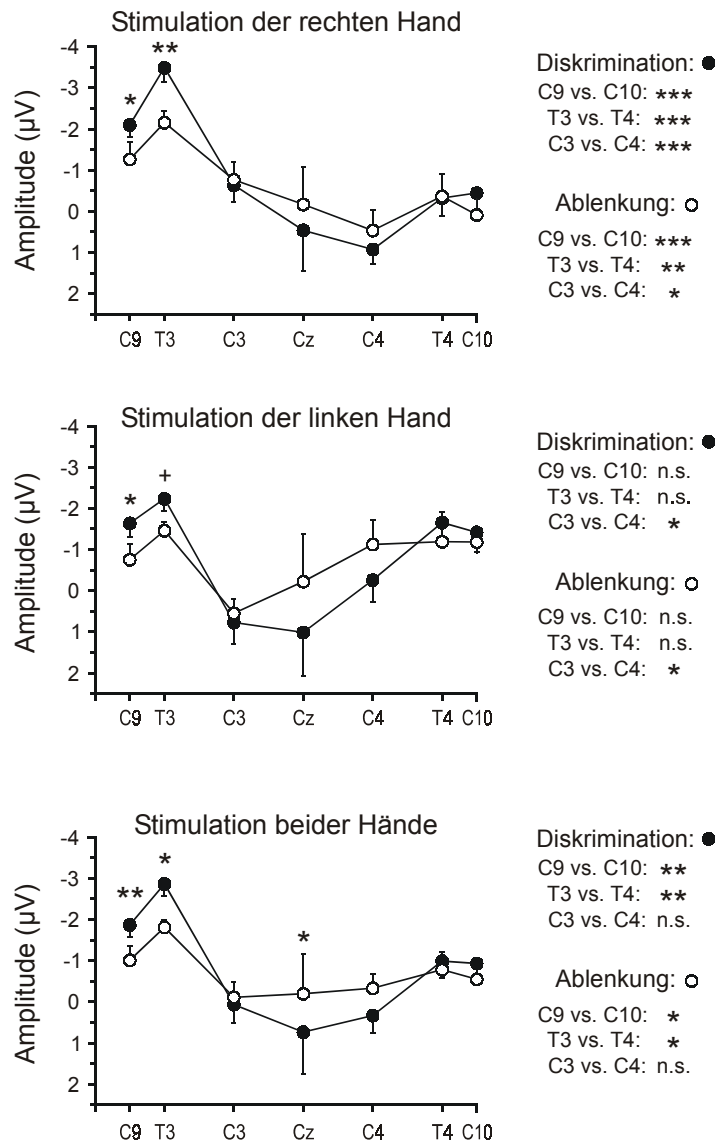 Stimulation der rechten Hand
Amplitude (µV)
-4
-3
-2
-1
0
1
2
* **
C9 T3 C3 Cz C4 T4 C10
Diskrimination: ●
C9 vs. C10: ***
T3 vs. T4: ***
C3 vs. C4: ***
Ablenkung: ○
C9 vs. C10: ***
T3 vs. T4: **
C3 vs. C4: *
Stimulation der linken Hand
Amplitude (µV)
-4
-3
-2
-1
0
1
2
* +
C9 T3 C3 Cz C4 T4 C10
Diskrimination: ●
C9 vs. C10: n.s.
T3 vs. T4: n.s.
C3 vs. C4: *
Ablenkung: ○
C9 vs. C10: n.s.
T3 vs. T4: n.s.
C3 vs. C4: *
Stimulation beider Hände
Amplitude (µV)
-4
-3
-2
-1
0
1
2
** * *
C9 T3 C3 Cz C4 T4 C10
Diskrimination: ●
C9 vs. C10: **
T3 vs. T4: **
C3 vs. C4: n.s.
Ablenkung: ○
C9 vs. C10: *
T3 vs. T4: *
C3 vs. C4: n.s.